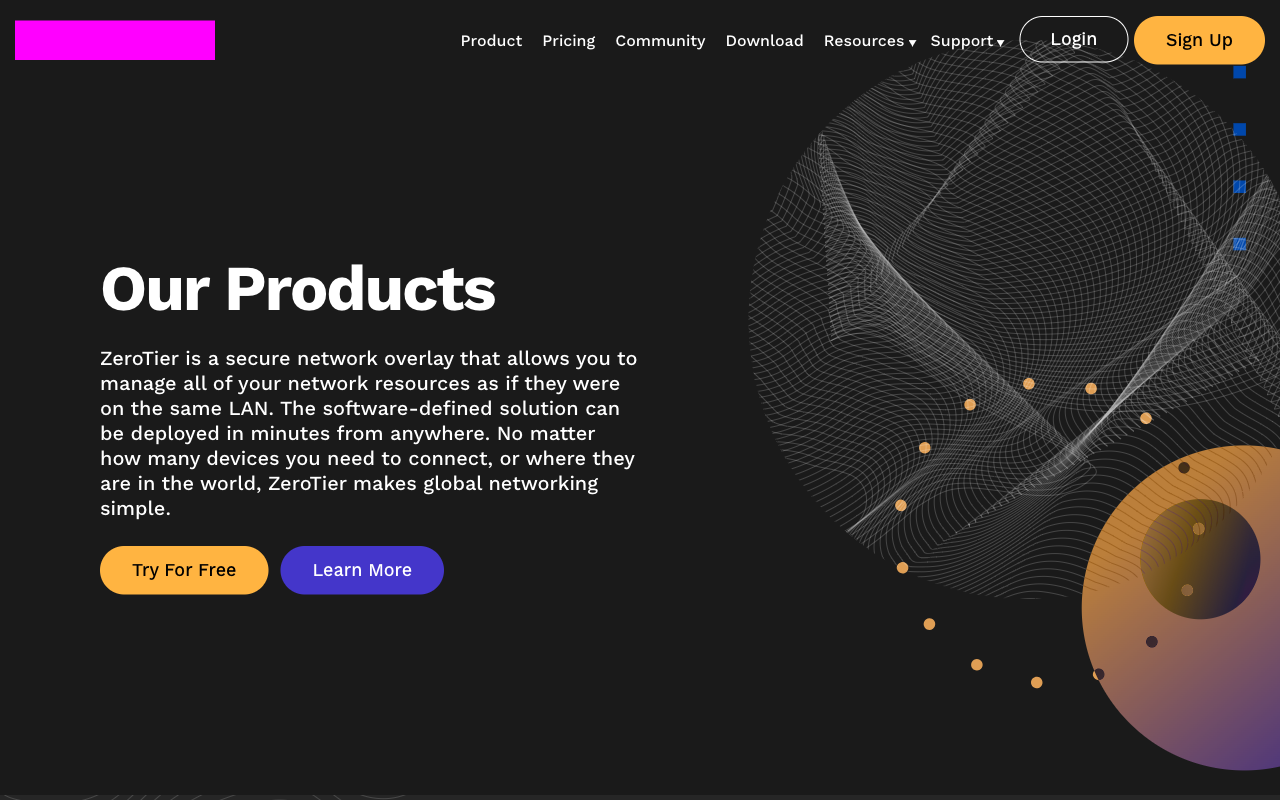 Product Pricing Community Download Resources Support Login Sign Up
Our Products
ZeroTier is a secure network overlay that allows you to
manage all of your network resources as if they were
on the same LAN. The software-defined solution can
be deployed in minutes from anywhere. No matter
how many devices you need to connect, or where they
are in the world, ZeroTier makes global networking
simple.
Try For Free Learn More